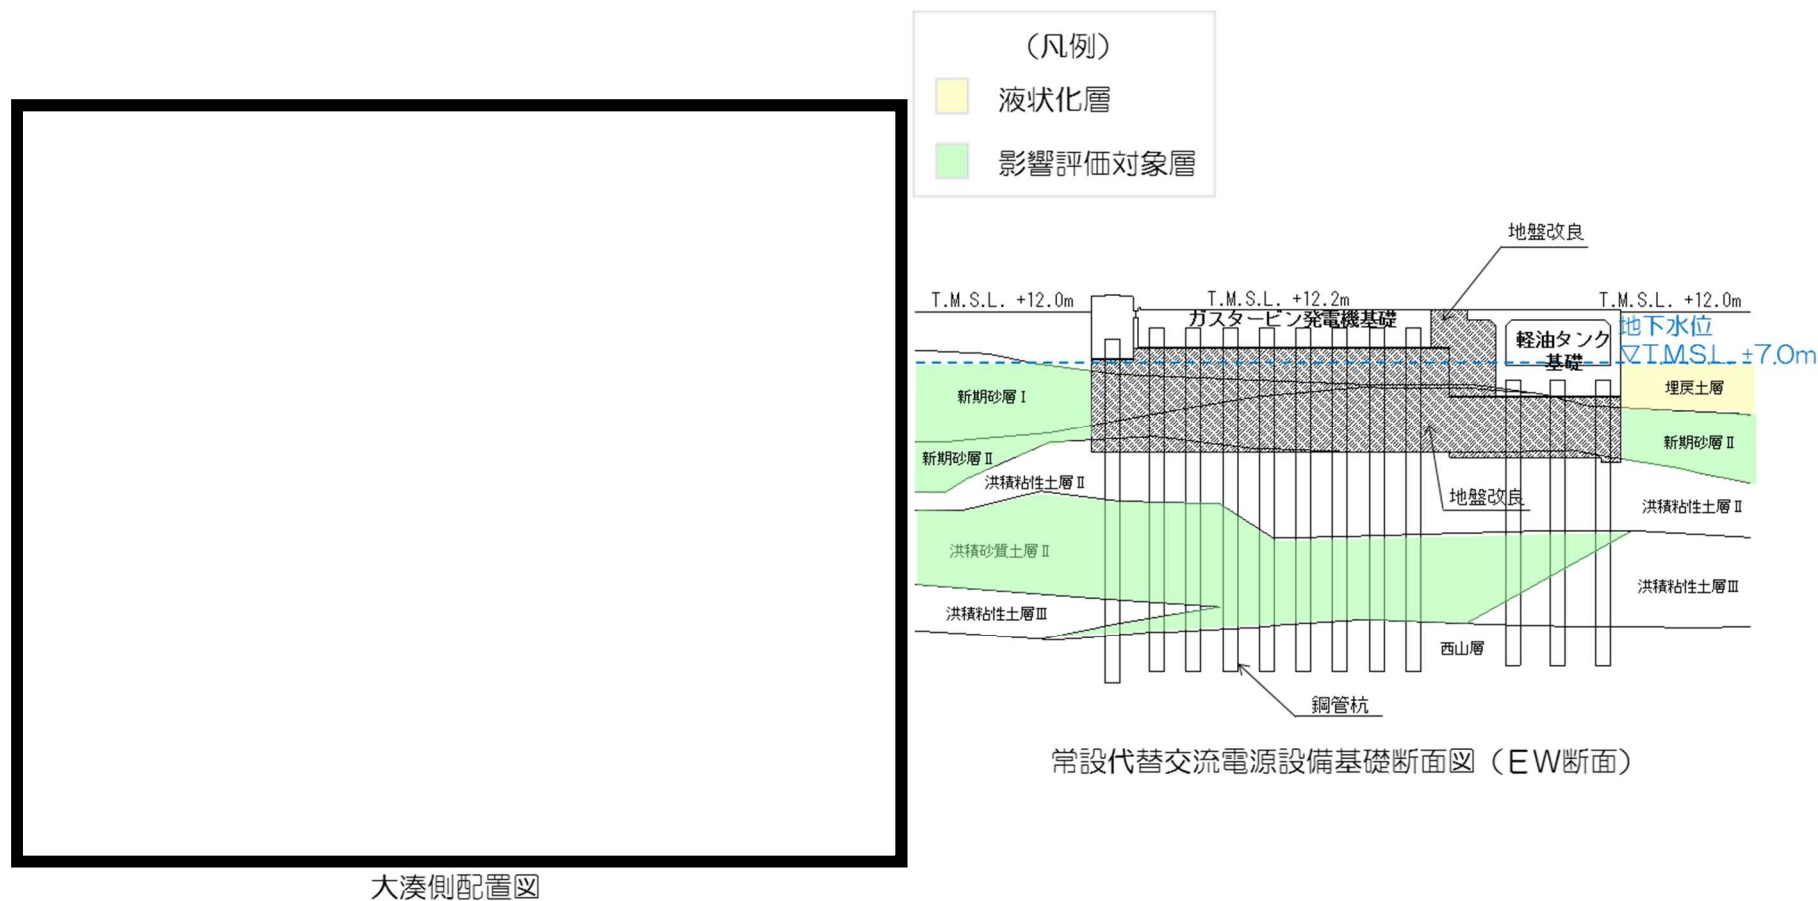 (凡例)
液状化層
影響評価対象層
地盤改良
T.M.S.L. +12.0m
T.M.S.L. +12.2m
T.M.S.L. +12.0m
ガスタービン発電機基礎
地下水位
▽T.M.S.L. ±7.0m
軽油タンク
基礎
埋戻土層
新期砂層Ⅰ
新期砂層Ⅱ
新期砂層Ⅱ
洪積粘性土層Ⅱ
地盤改良
洪積粘性土層Ⅱ
洪積砂質土層Ⅱ
洪積粘性土層Ⅲ
洪積粘性土層Ⅲ
西山層
鋼管杭
常設代替交流電源設備基礎断面図（EW断面）
大湊側配置図